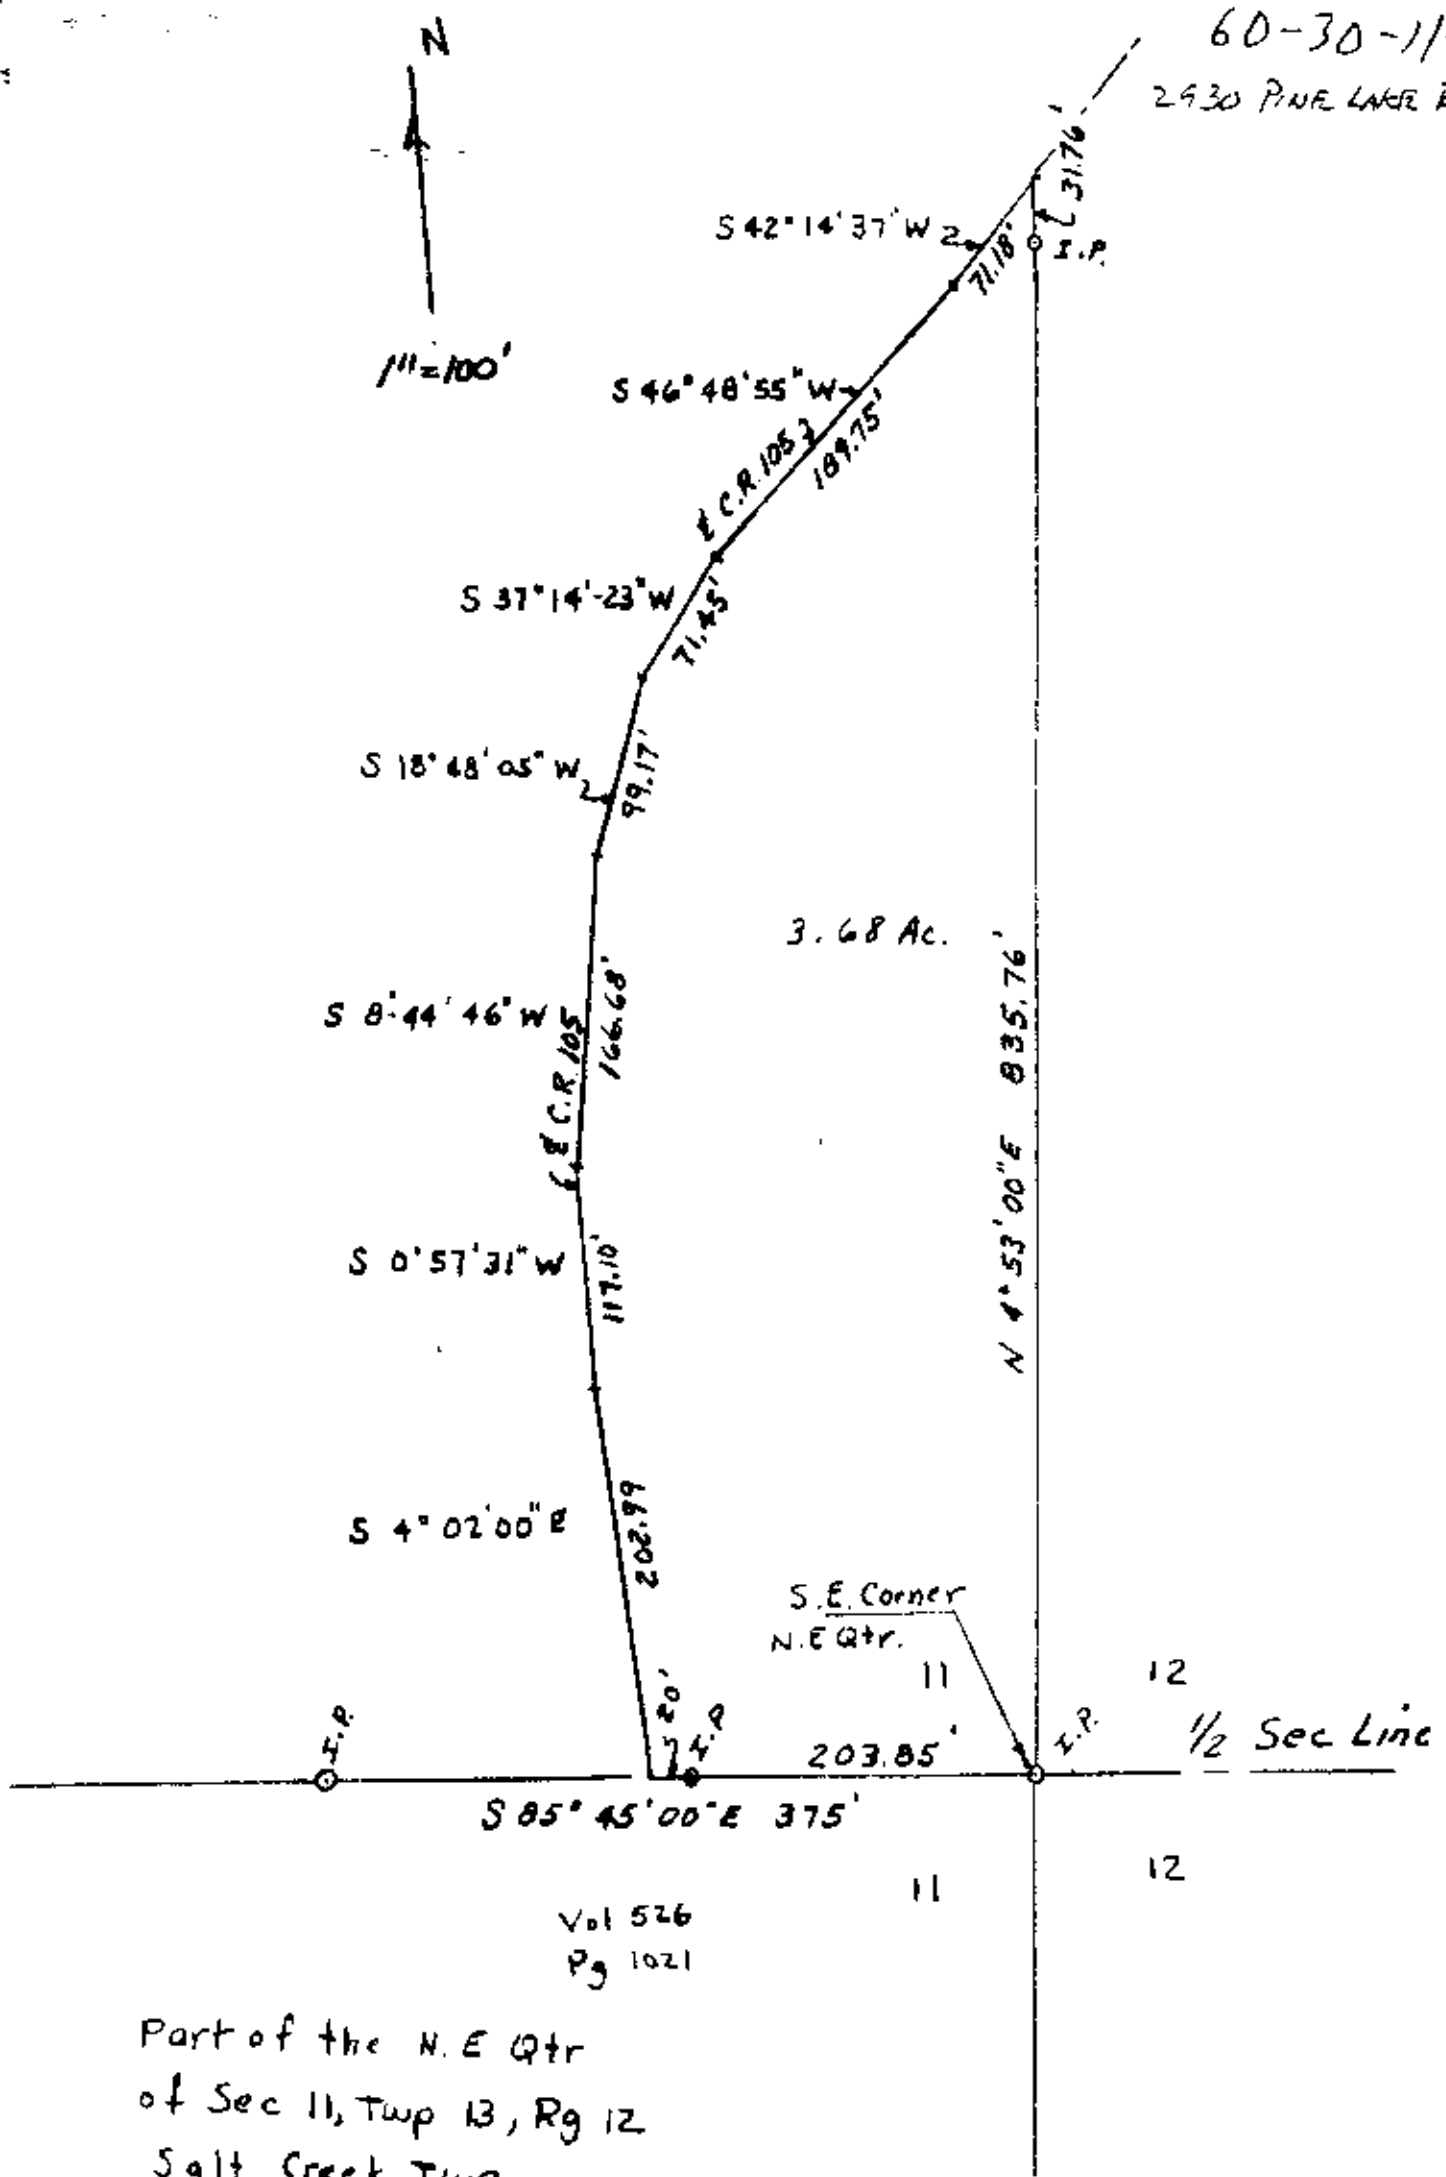 60-30-11
2930 PINE LAKE
N
1"=100'
31.76'
S 42° 14' 37" W
71.18'
I.P.
S 46° 48' 55" W
189.75'
℄ C.R. 105
S 37° 14'-23" W
71.45'
S 18° 48' 05" W
99.17'
3.68 Ac.
S 8° 44' 46" W
166.68'
℄ C.R. 105
N 4° 53' 00" E 835.76'
S 0° 57' 31" W
117.10'
S 4° 02' 00" E
202.99
S.E. Corner
N.E Qtr.
11
12
20'
I.P.
I.P.
203.85'
I.P.
1/2 Sec Line
S 85° 45' 00" E 375'
11
12
Vol 526
Pg 1021
Part of the N.E Qtr
of Sec 11, Twp 13, Rg 12
Salt Creek Twp